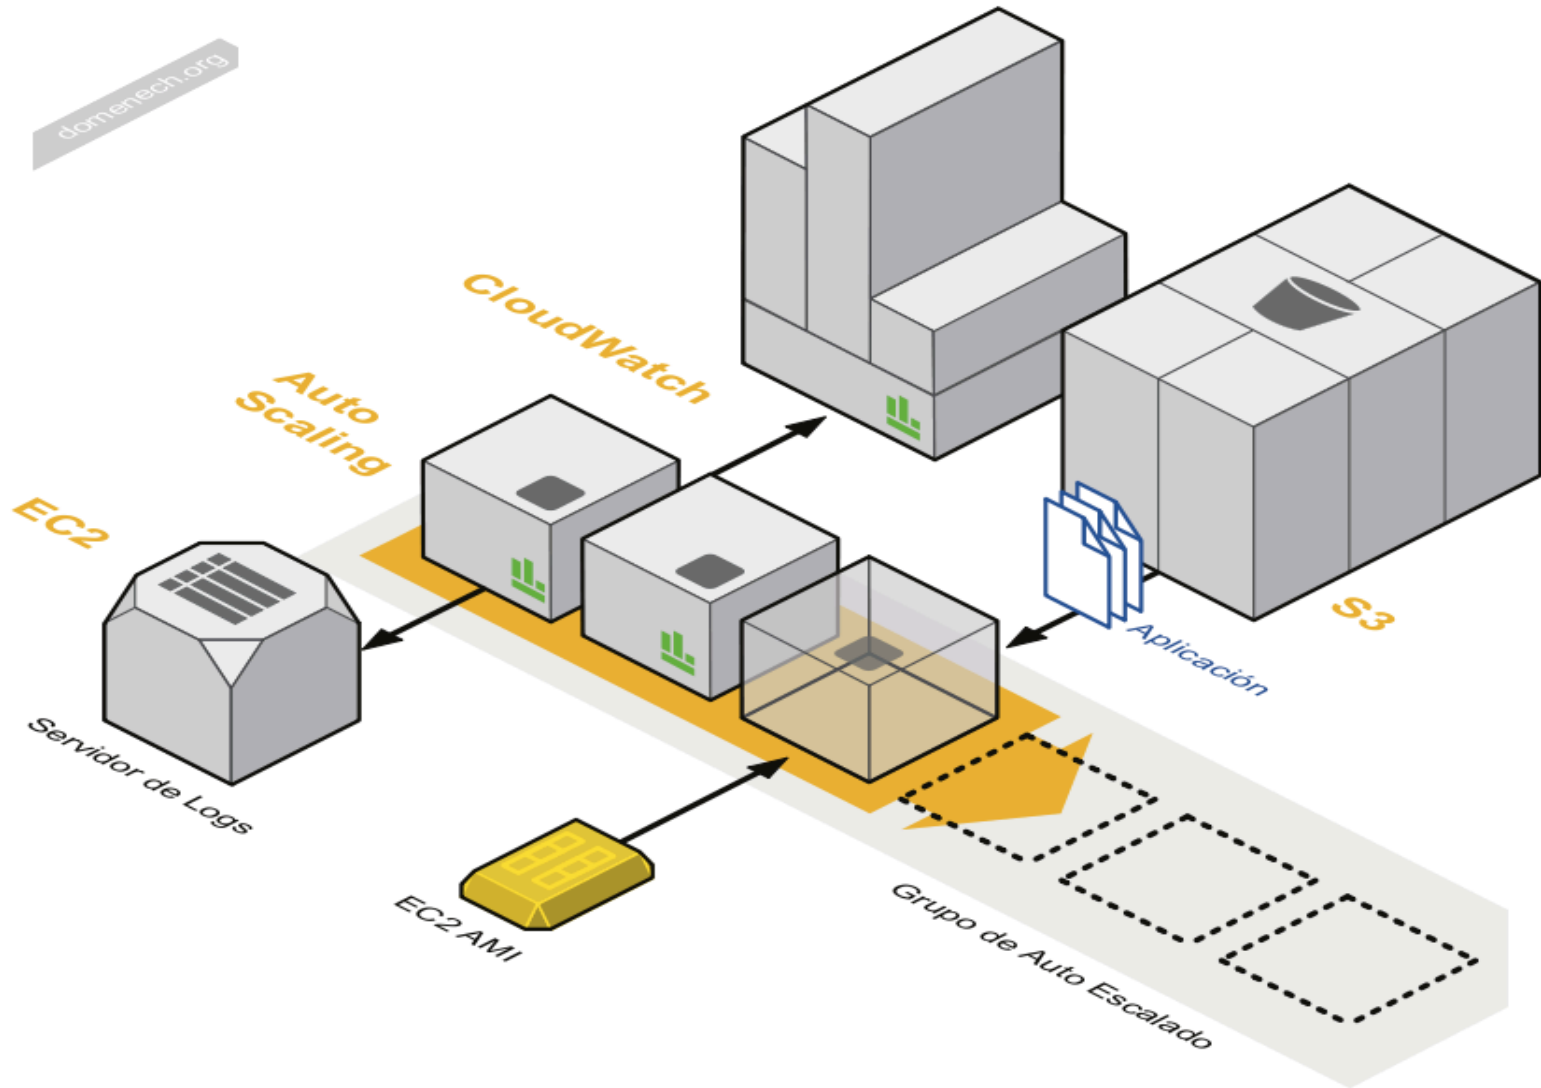 domenech.org
CloudWatch
Auto
Scaling
EC2
S3
Aplicación
Servidor de Logs
EC2 AMI
Grupo de Auto Escalado